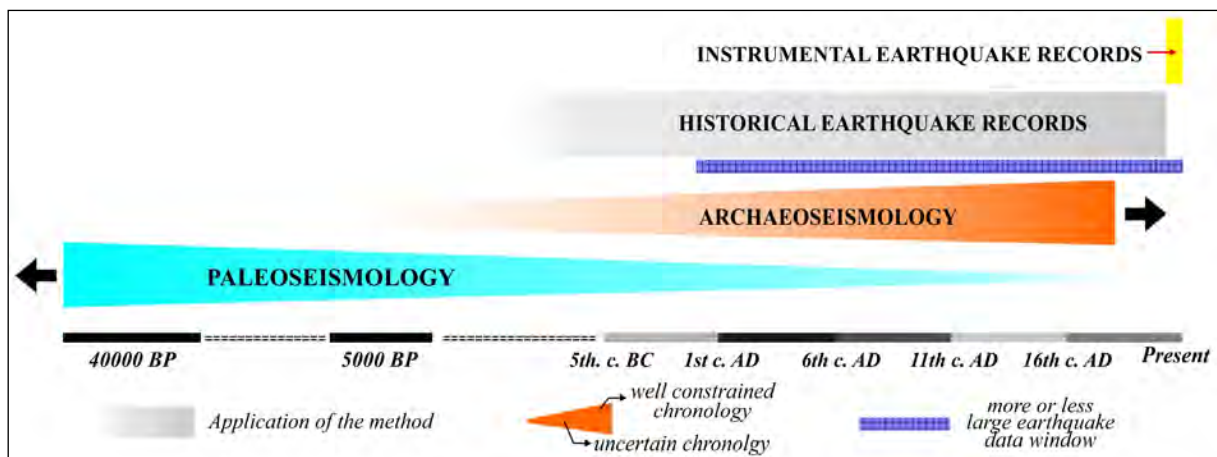 INSTRUMENTAL EARTHQUAKE RECORDS
HISTORICAL EARTHQUAKE RECORDS
ARCHAEOSEISMOLOGY
PALEOSEISMOLOGY
40000 BP 5000 BP 5th. c. BC 1st c. AD 6th c. AD 11th c. AD 16th c. AD Present
Application of the method
well constrained
chronology
uncertain chronolgy
more or less
large earthquake
data window